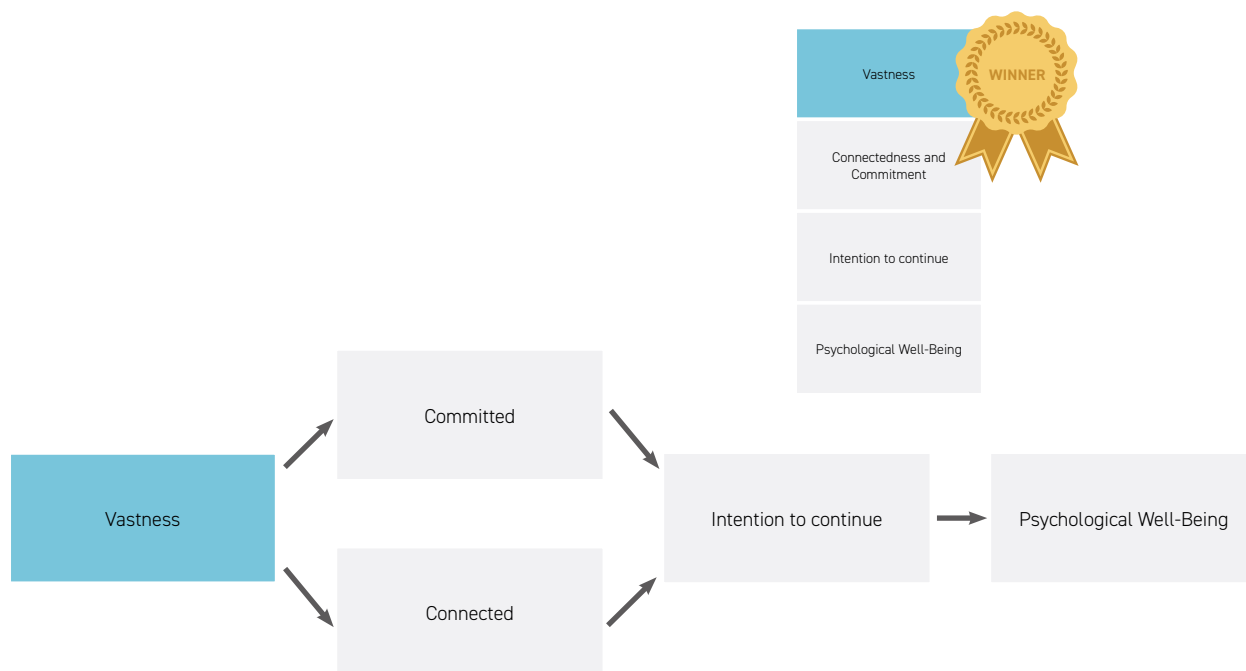 Vastness
WINNER
Connectedness and
Commitment
Intention to continue
Psychological Well-Being
Committed
Vastness
Intention to continue
Psychological Well-Being
Connected